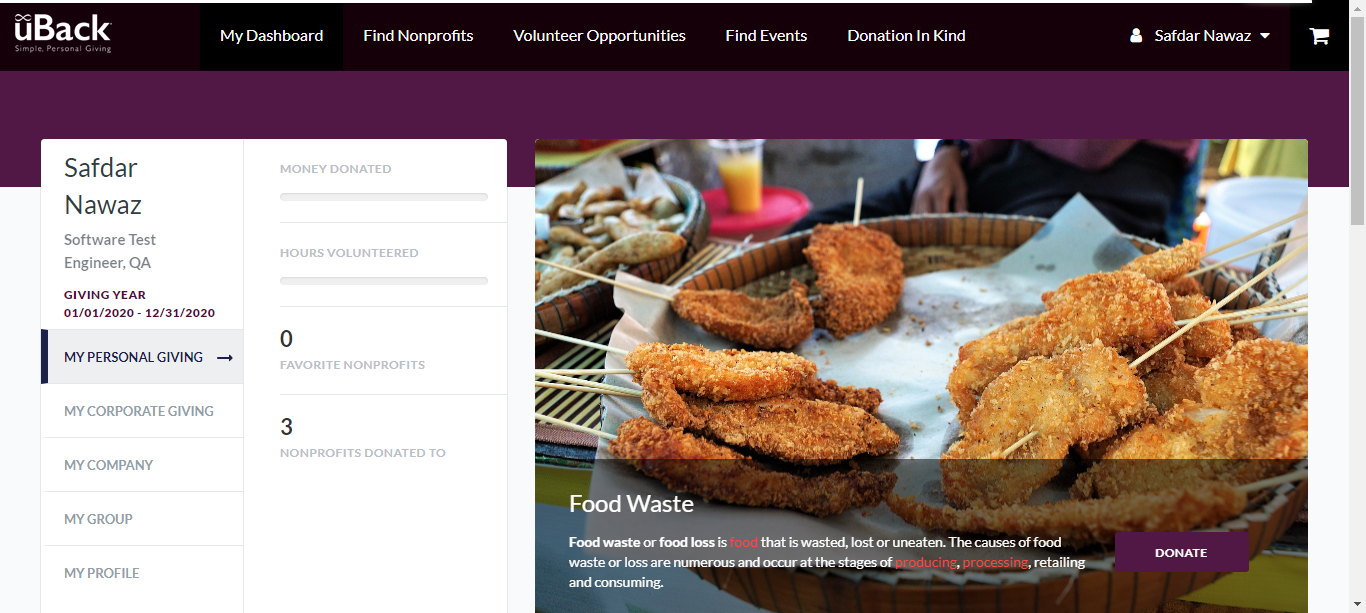 ūBack
Simple, Personal Giving
My Dashboard
Find Nonprofits
Volunteer Opportunities
Find Events
Donation In Kind
Safdar Nawaz
Safdar
Nawaz
Software Test
Engineer, QA
GIVING YEAR
01/01/2020 - 12/31/2020
MY PERSONAL GIVING
MY CORPORATE GIVING
MY COMPANY
MY GROUP
MY PROFILE
MONEY DONATED
HOURS VOLUNTEERED
0
FAVORITE NONPROFITS
3
NONPROFITS DONATED TO
Food Waste
Food waste or food loss is food that is wasted, lost or uneaten. The causes of food
waste or loss are numerous and occur at the stages of producing, processing, retailing
and consuming.
DONATE